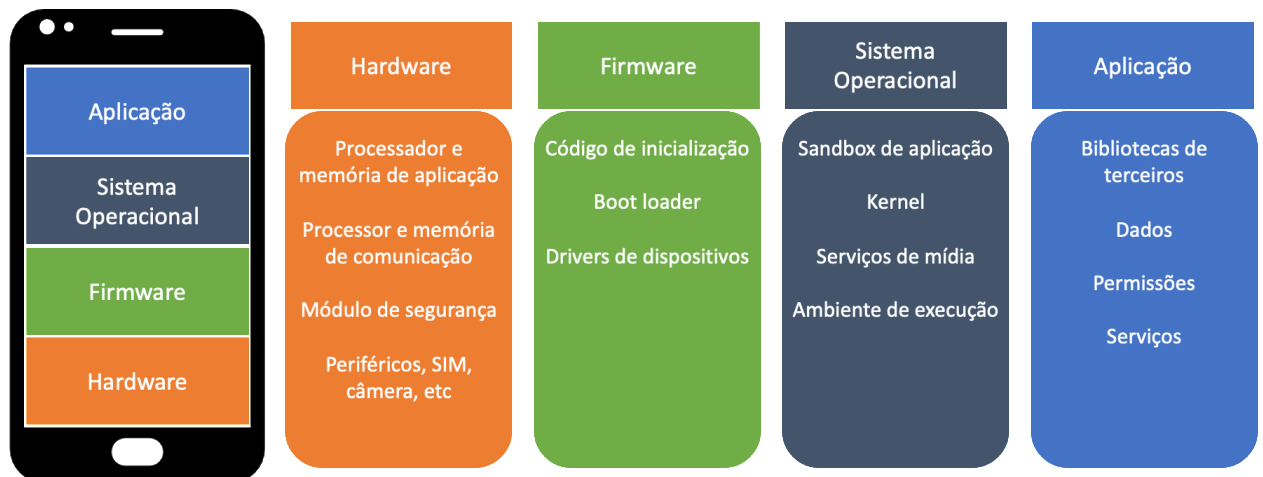 Aplicação
Sistema
Operacional
Firmware
Hardware
Hardware
Processador e
memória de aplicação
Processor e memória
de comunicação
Módulo de segurança
Periféricos, SIM,
câmera, etc
Firmware
Código de inicialização
Boot loader
Drivers de dispositivos
Sistema
Operacional
Sandbox de aplicação
Kernel
Serviços de mídia
Ambiente de execução
Aplicação
Bibliotecas de
terceiros
Dados
Permissões
Serviços